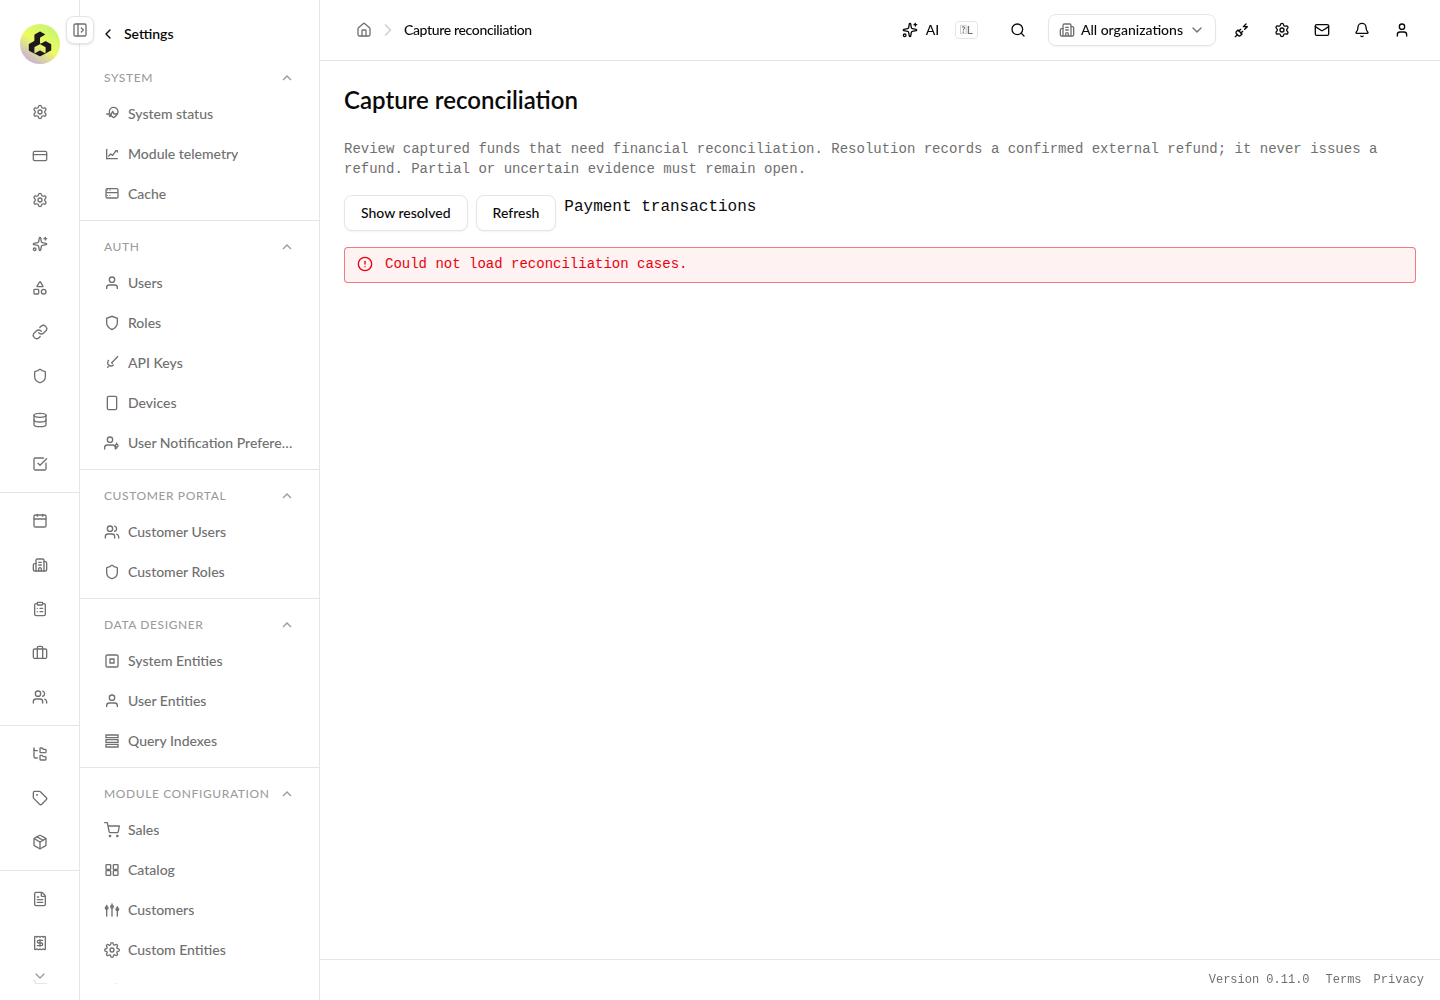 Settings
SYSTEM
System status
Module telemetry
Cache
AUTH
Users
Roles
API Keys
Devices
User Notification Prefere...
CUSTOMER PORTAL
Customer Users
Customer Roles
DATA DESIGNER
System Entities
User Entities
Query Indexes
MODULE CONFIGURATION
Sales
Catalog
Customers
Custom Entities
Capture reconciliation
AI
L
All organizations
Capture reconciliation
Review captured funds that need financial reconciliation. Resolution records a confirmed external refund; it never issues a
refund. Partial or uncertain evidence must remain open.
Show resolved
Refresh
Payment transactions
Could not load reconciliation cases.
Version 0.11.0
Terms
Privacy